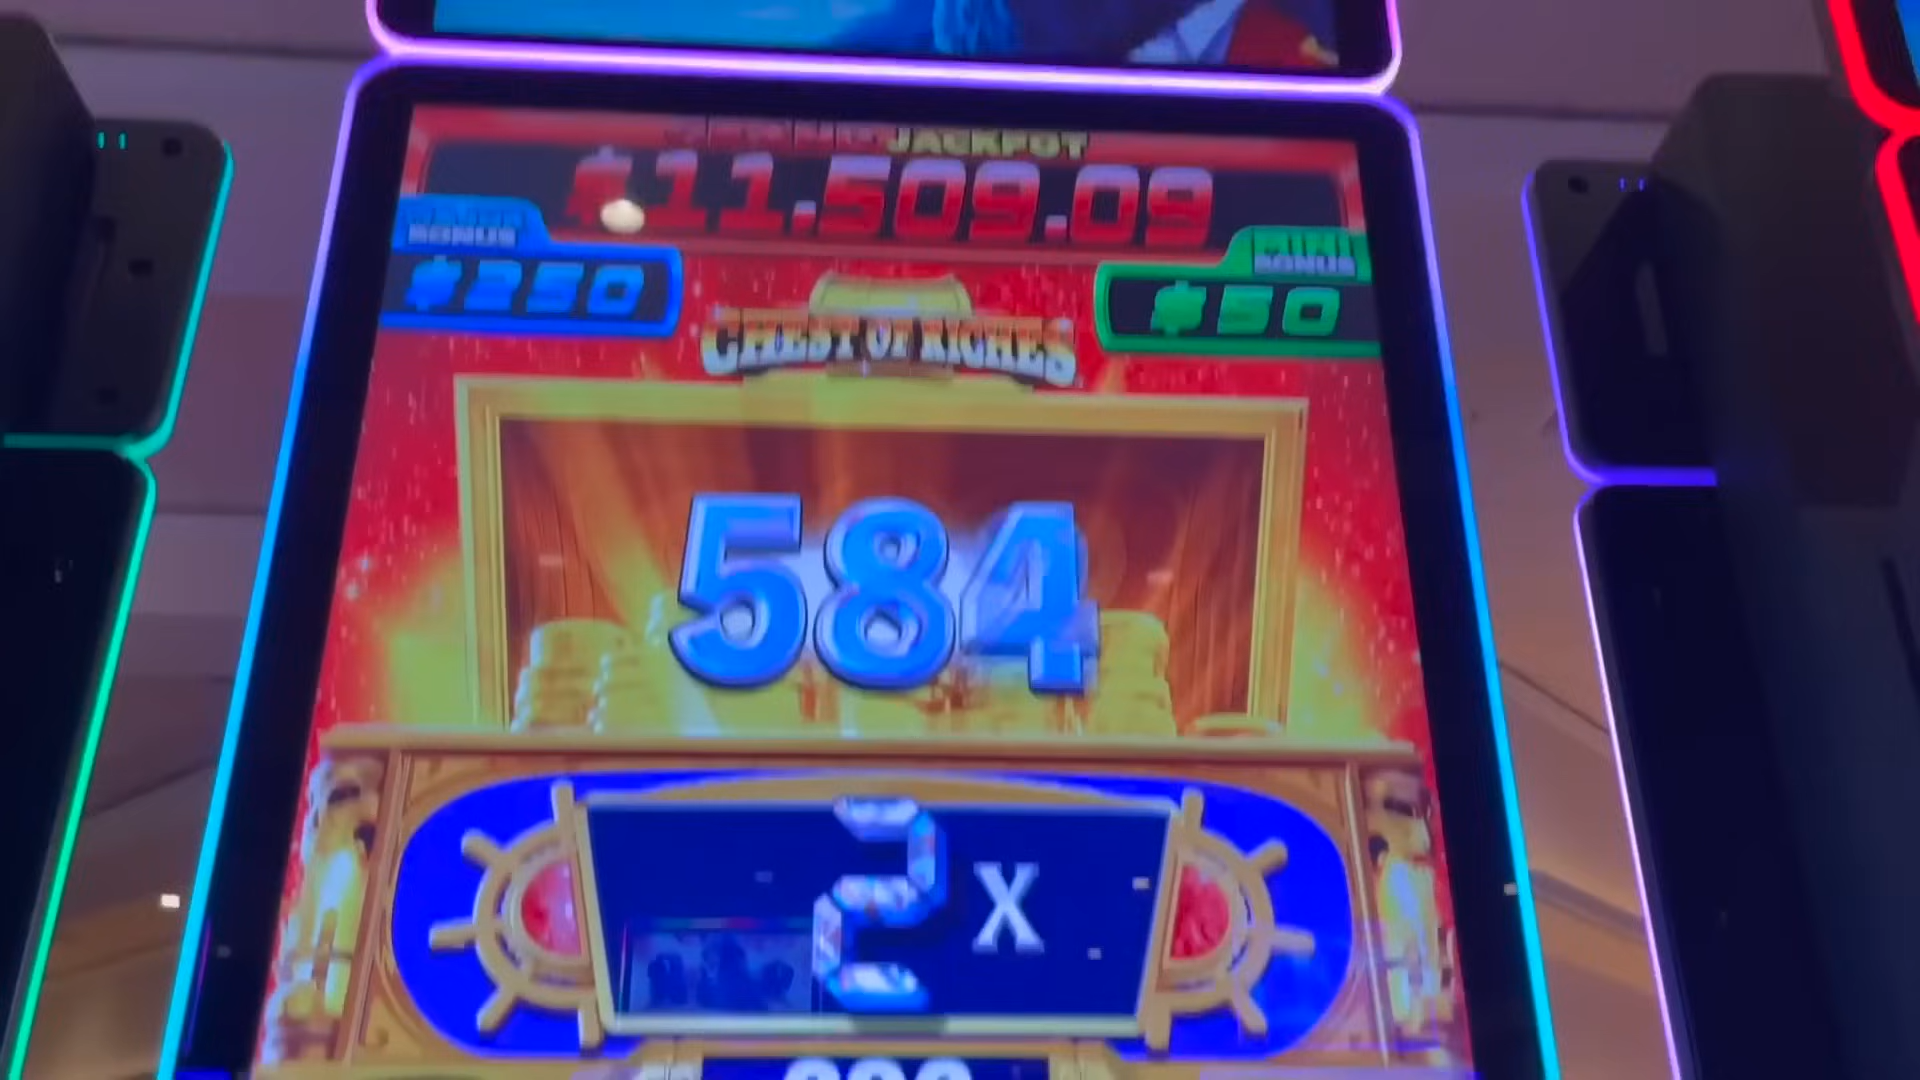 JACKPOT
$11,509.09
BONUS
$250
MINI
BONUS
$50
CHEST OF RICHES
584
2X